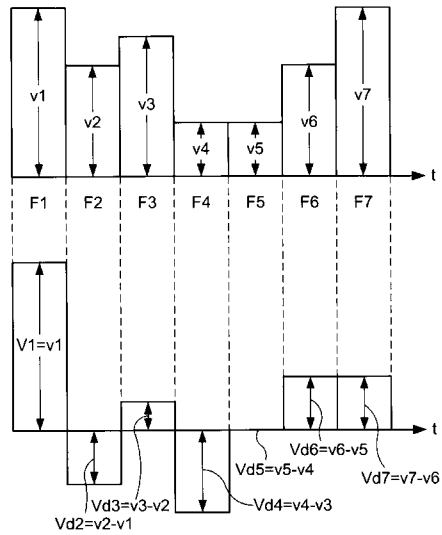 v1
v2
v3
v4
v5
v6
v7
t
F1 F2 F3 F4 F5 F6 F7
V1=v1
t
Vd6=v6-v5
Vd5=v5-v4
Vd7=v7-v6
Vd3=v3-v2
Vd4=v4-v3
Vd2=v2-v1